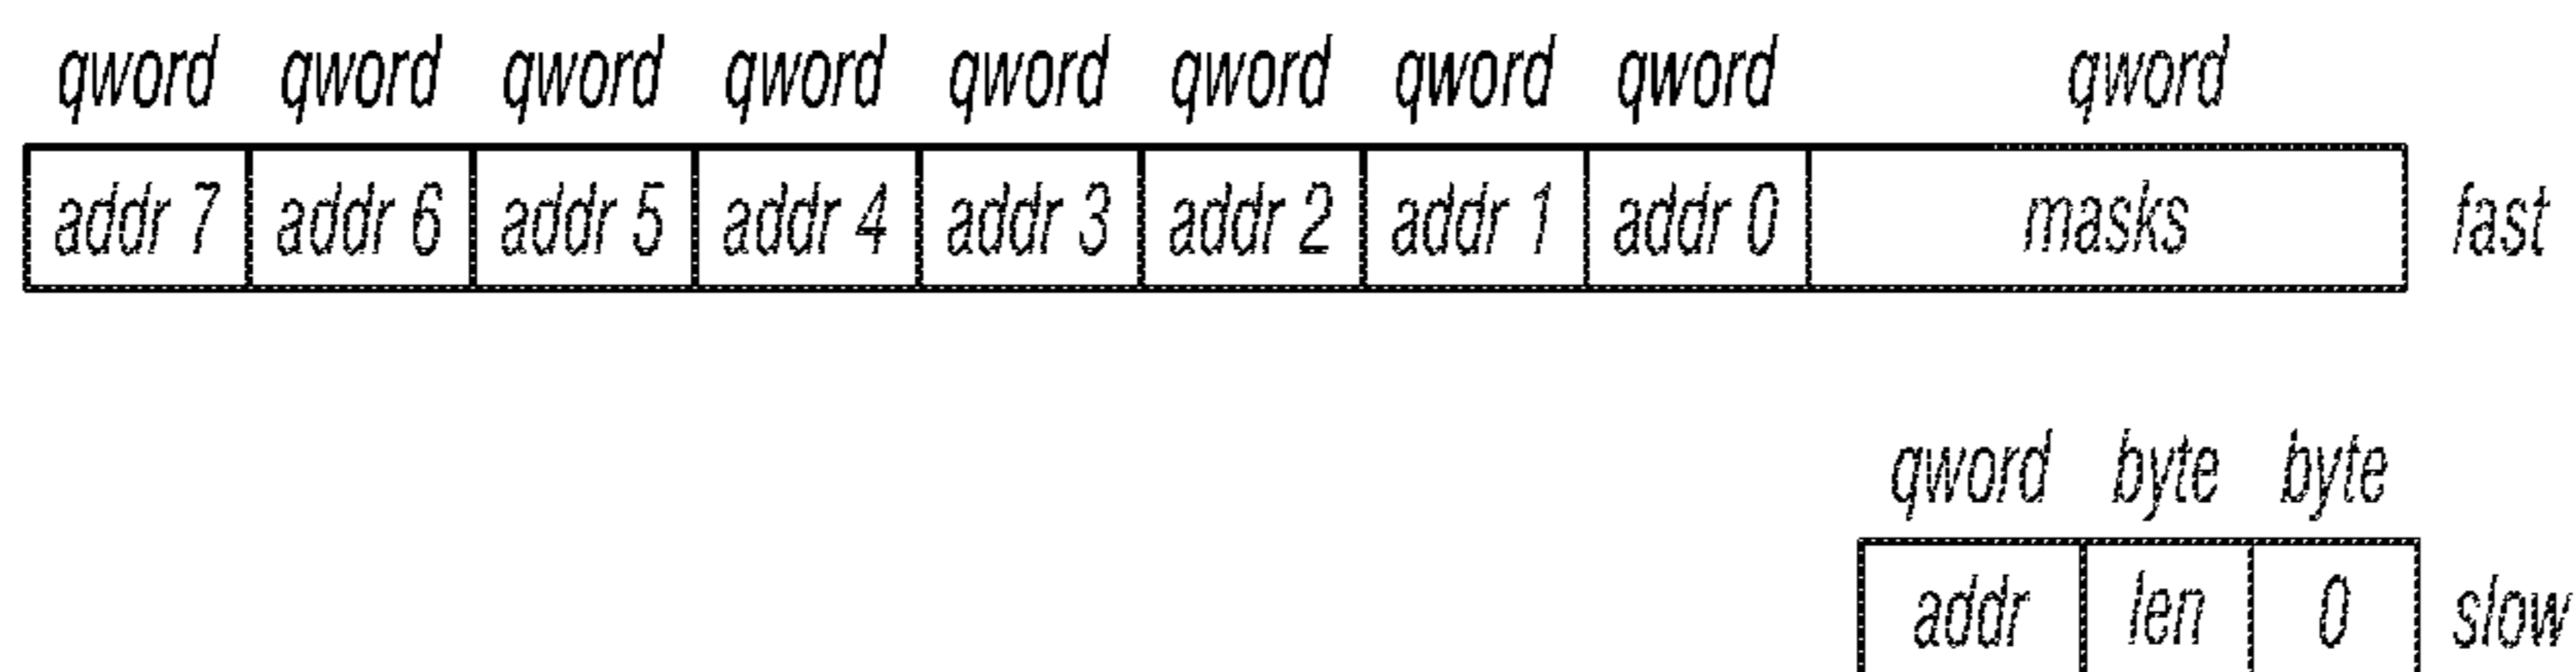 qword qword qword qword qword qword qword qword qword
addr 7 addr 6 addr 5 addr 4 addr 3 addr 2 addr 1 addr 0 masks fast
qword byte byte
addr len 0 slow